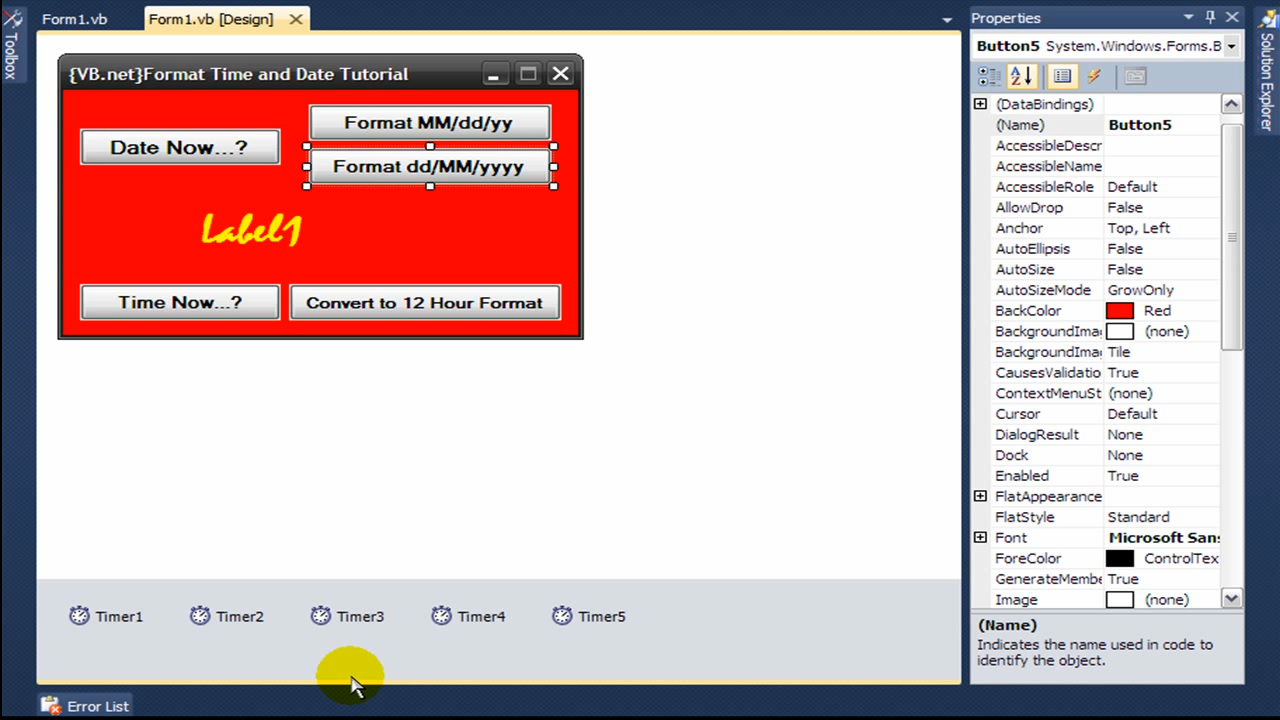 Form1.vb
Form1.vb [Design]
Toolbox
{VB.net}Format Time and Date Tutorial
Format MM/dd/yy
Date Now...?
Format dd/MM/yyyy
Label1
Time Now...?
Convert to 12 Hour Format
Timer1
Timer2
Timer3
Timer4
Timer5
Error List
Properties
Button5 System.Windows.Forms.B
(DataBindings)
(Name) Button5
AccessibleDescr
AccessibleName
AccessibleRole Default
AllowDrop False
Anchor Top, Left
AutoEllipsis False
AutoSize False
AutoSizeMode GrowOnly
BackColor Red
BackgroundIma (none)
BackgroundIma Tile
CausesValidatio True
ContextMenuSt (none)
Cursor Default
DialogResult None
Dock None
Enabled True
FlatAppearance
FlatStyle Standard
Font Microsoft Sans
ForeColor ControlTex
GenerateMembe True
Image (none)
(Name)
Indicates the name used in code to
identify the object.
Solution Explorer